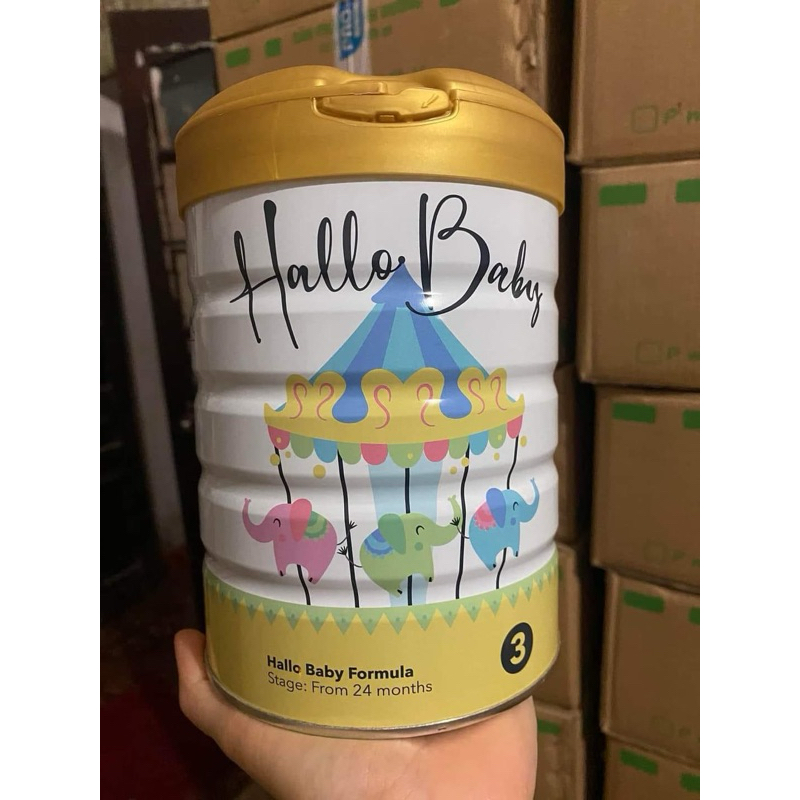 Hallo Baby
3
Hallo Baby Formula
Stage: From 24 months